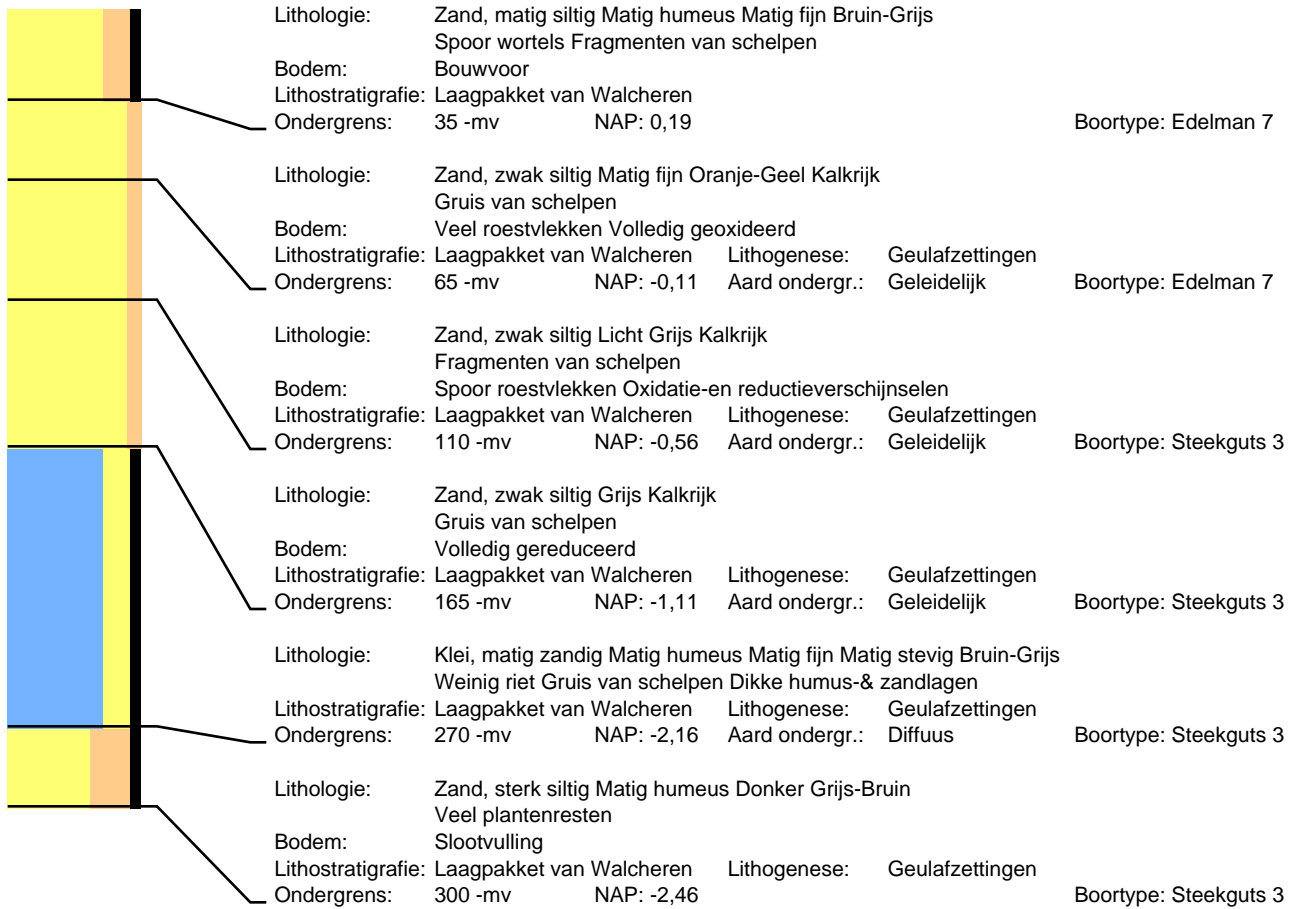 Lithologie: Zand, matig siltig Matig humeus Matig fijn Bruin-Grijs
Spoor wortels Fragmenten van schelpen
Bodem: Bouwvoor
Lithostratigrafie: Laagpakket van Walcheren
Ondergrens: 35 -mv NAP: 0,19 Boortype: Edelman 7
Lithologie: Zand, zwak siltig Matig fijn Oranje-Geel Kalkrijk
Gruis van schelpen
Bodem: Veel roestvlekken Volledig geoxideerd
Lithostratigrafie: Laagpakket van Walcheren Lithogenese: Geulafzettingen
Ondergrens: 65 -mv NAP: -0,11 Aard ondergr.: Geleidelijk Boortype: Edelman 7
Lithologie: Zand, zwak siltig Licht Grijs Kalkrijk
Fragmenten van schelpen
Bodem: Spoor roestvlekken Oxidatie-en reductieverschijnselen
Lithostratigrafie: Laagpakket van Walcheren Lithogenese: Geulafzettingen
Ondergrens: 110 -mv NAP: -0,56 Aard ondergr.: Geleidelijk Boortype: Steekguts 3
Lithologie: Zand, zwak siltig Grijs Kalkrijk
Gruis van schelpen
Bodem: Volledig gereduceerd
Lithostratigrafie: Laagpakket van Walcheren Lithogenese: Geulafzettingen
Ondergrens: 165 -mv NAP: -1,11 Aard ondergr.: Geleidelijk Boortype: Steekguts 3
Lithologie: Klei, matig zandig Matig humeus Matig fijn Matig stevig Bruin-Grijs
Weinig riet Gruis van schelpen Dikke humus-& zandlagen
Lithostratigrafie: Laagpakket van Walcheren Lithogenese: Geulafzettingen
Ondergrens: 270 -mv NAP: -2,16 Aard ondergr.: Diffuus Boortype: Steekguts 3
Lithologie: Zand, sterk siltig Matig humeus Donker Grijs-Bruin
Veel plantenresten
Bodem: Slootvulling
Lithostratigrafie: Laagpakket van Walcheren Lithogenese: Geulafzettingen
Ondergrens: 300 -mv NAP: -2,46 Boortype: Steekguts 3